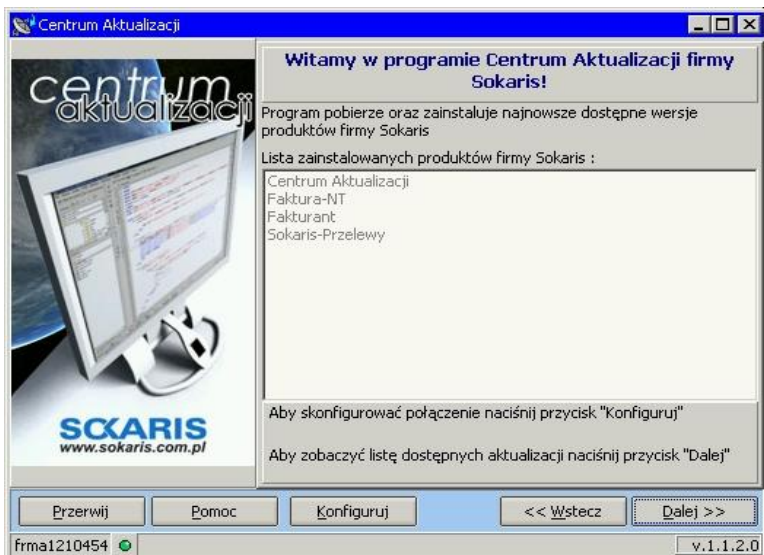 Centrum Aktualizacji
centrum
aktualizacji
SOKARIS
www.sokaris.com.pl
Witamy w programie Centrum Aktualizacji firmy
Sokaris!
Program pobierze oraz zainstaluje najnowsze dostępne wersje
produktów firmy Sokaris
Lista zainstalowanych produktów firmy Sokaris :
Centrum Aktualizacji
Faktura-NT
Fakturant
Sokaris-Przelewy
Aby skonfigurować połączenie naciśnij przycisk "Konfiguruj"
Aby zobaczyć listę dostępnych aktualizacji naciśnij przycisk "Dalej"
Przerwij Pomoc Konfiguruj << Wstecz Dalej >>
frma1210454 v.1.1.2.0